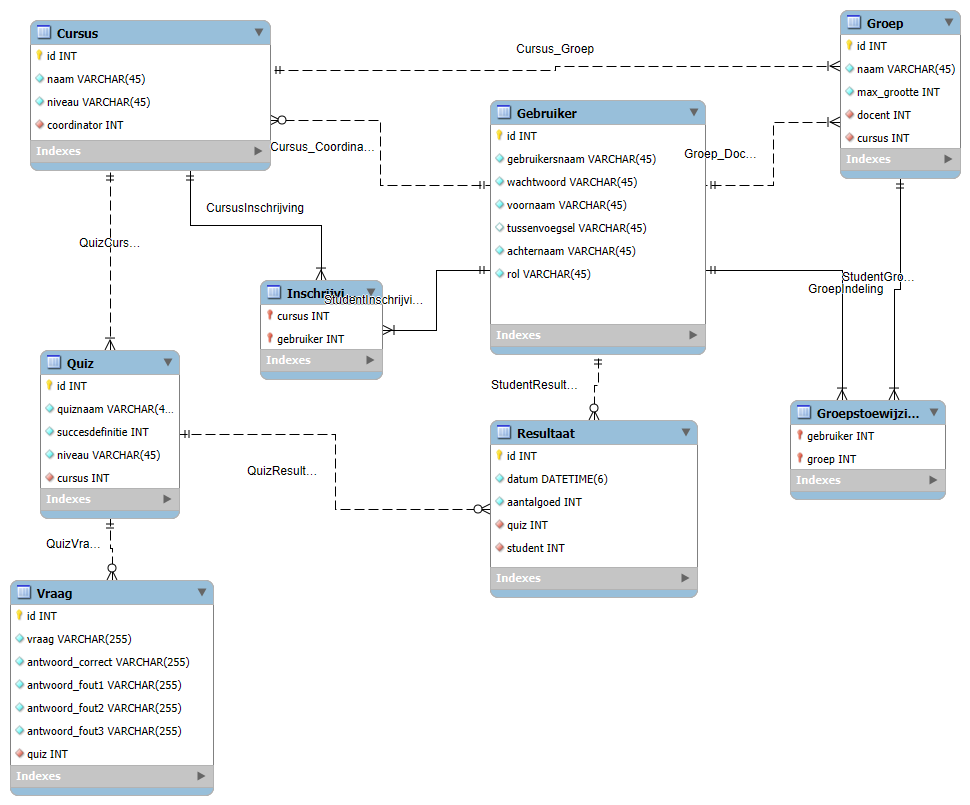 Cursus
id INT
naam VARCHAR(45)
niveau VARCHAR(45)
coordinator INT
Indexes
Cursus_Groep
Groep
id INT
naam VARCHAR(45)
max_grootte INT
docent INT
cursus INT
Indexes
Cursus_Coordina...
Gebruiker
id INT
gebruikersnaam VARCHAR(45)
wachtwoord VARCHAR(45)
voornaam VARCHAR(45)
tussenvoegsel VARCHAR(45)
achternaam VARCHAR(45)
rol VARCHAR(45)
Indexes
Groep_Doc...
CursusInschrijving
QuizCurs...
Inschrijvi...
cursus INT
gebruiker INT
Indexes
StudentInschrijvi...
StudentGro...
GroepIndeling
Quiz
id INT
quiznaam VARCHAR(4...
succesdefinitie INT
niveau VARCHAR(45)
cursus INT
Indexes
StudentResult...
Groepstoewijzi...
gebruiker INT
groep INT
Indexes
QuizResult...
Resultaat
id INT
datum DATETIME(6)
aantalgoed INT
quiz INT
student INT
Indexes
QuizVra...
Vraag
id INT
vraag VARCHAR(255)
antwoord_correct VARCHAR(255)
antwoord_fout1 VARCHAR(255)
antwoord_fout2 VARCHAR(255)
antwoord_fout3 VARCHAR(255)
quiz INT
Indexes